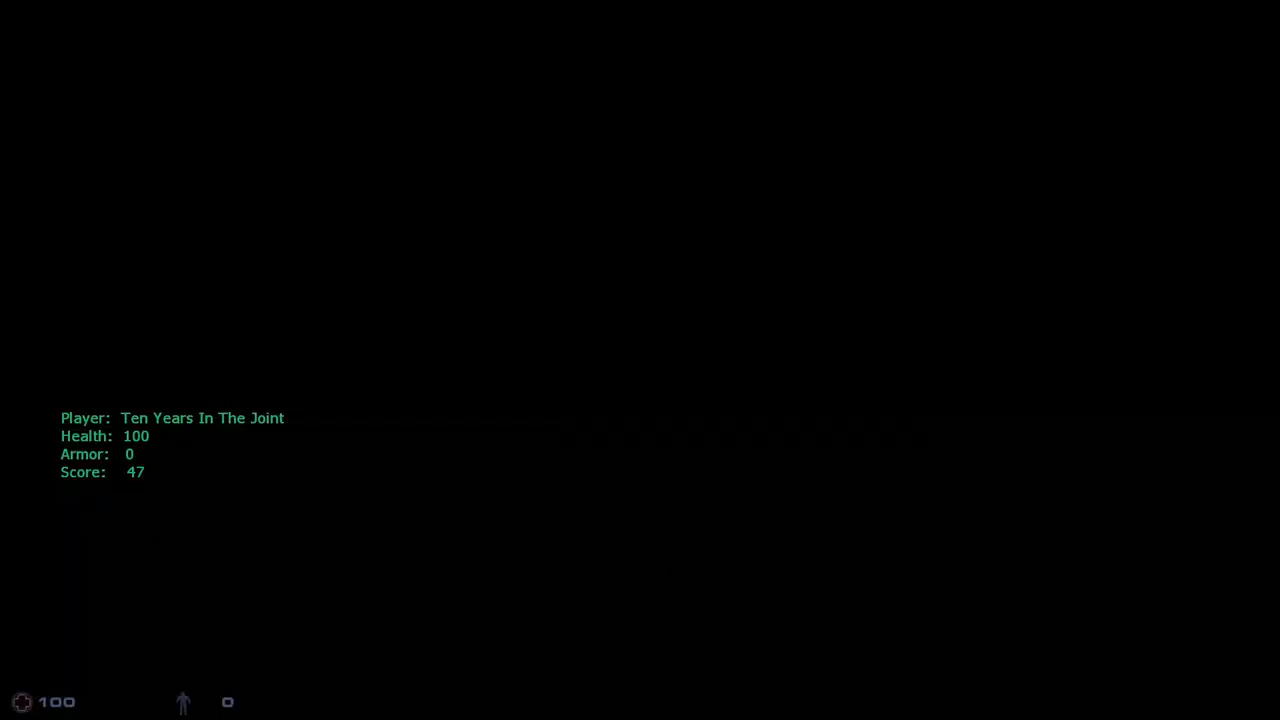 Player: Ten Years In The Joint
Health: 100
Armor: 0
Score: 47
100 0